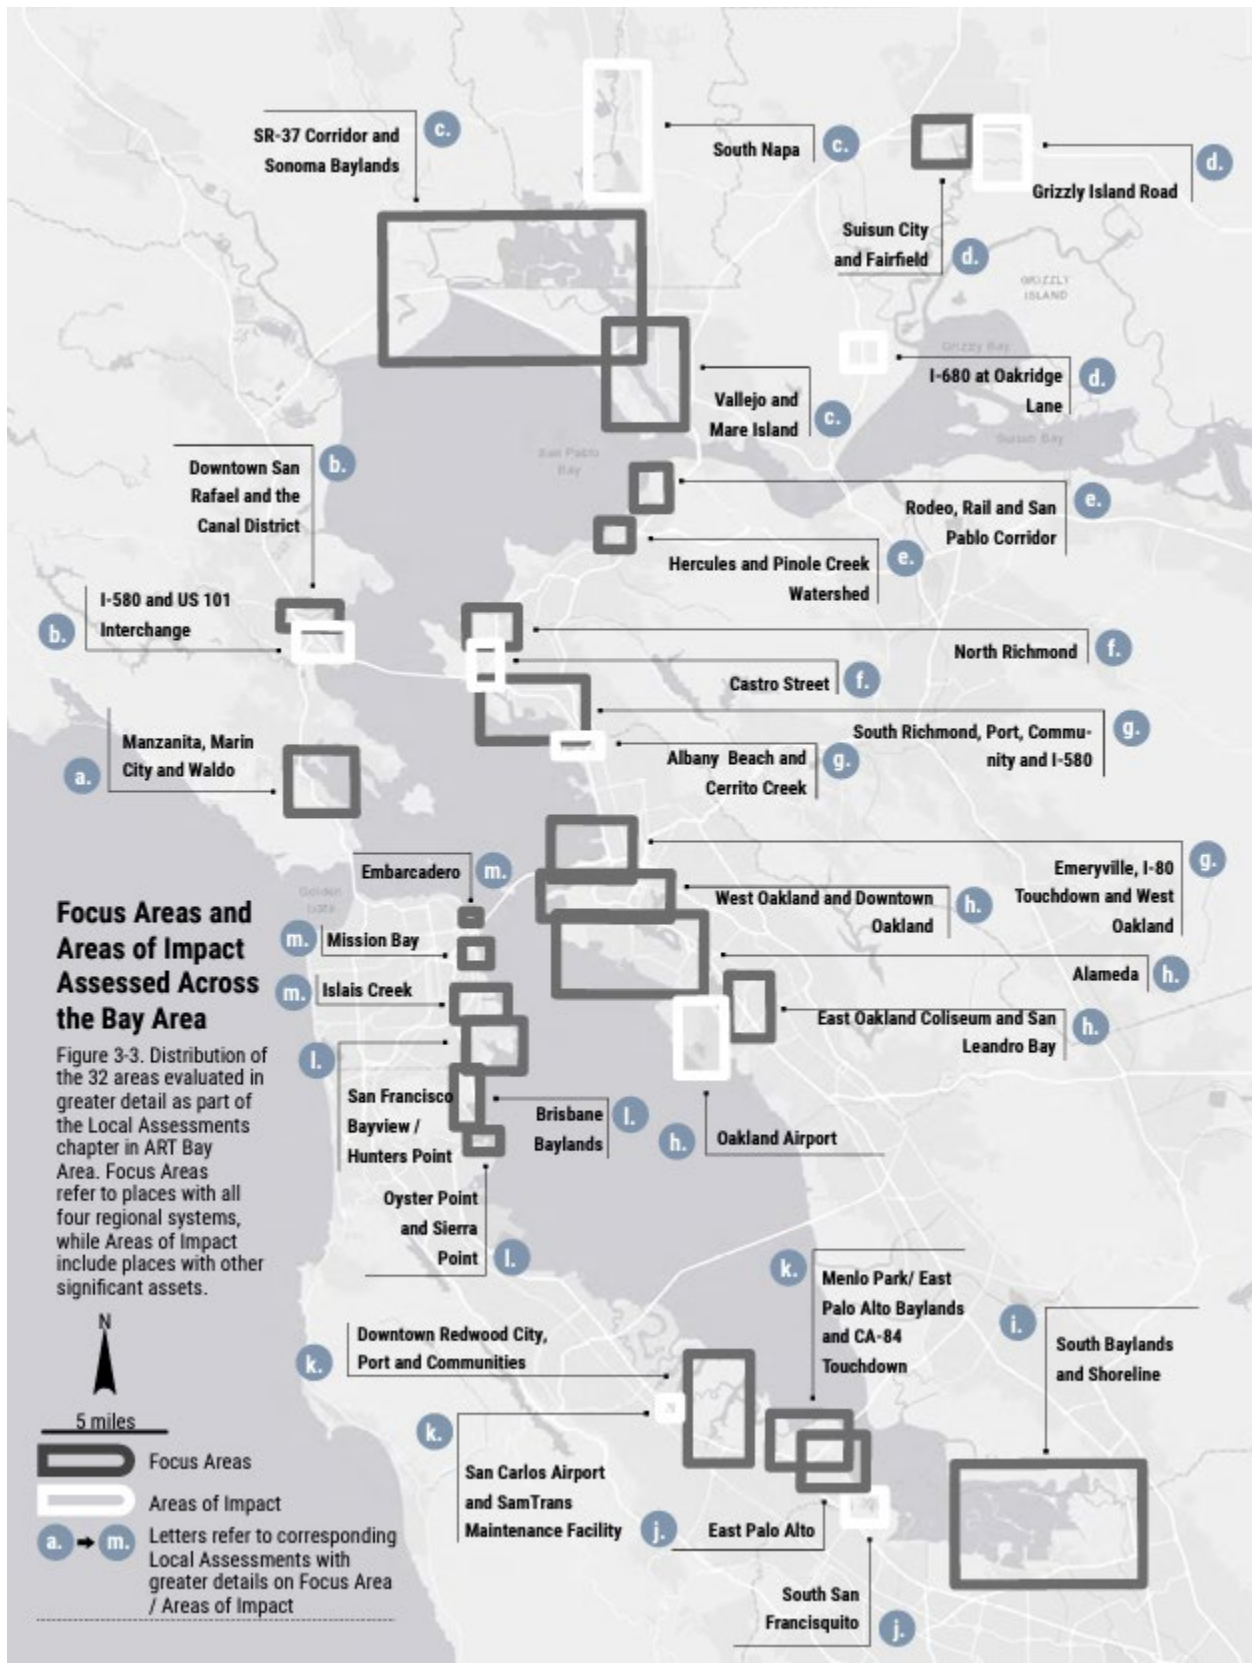 SR-37 Corridor and
Sonoma Baylands
c.
South Napa
c.
Grizzly Island Road
d.
Suisun City
and Fairfield
d.
GRIZZLY
ISLAND
Grizzly Bay
I-680 at Oakridge
Lane
d.
Suisun Bay
Vallejo and
Mare Island
c.
San Pablo
Bay
Downtown San
Rafael and the
Canal District
b.
Rodeo, Rail and San
Pablo Corridor
e.
Hercules and Pinole Creek
Watershed
e.
I-580 and US 101
Interchange
b.
North Richmond
f.
Castro Street
f.
South Richmond, Port, Commu-
nity and I-580
g.
Albany Beach and
Cerrito Creek
g.
Manzanita, Marin
City and Waldo
a.
Embarcadero
m.
Emeryville, I-80
Touchdown and West
Oakland
g.
West Oakland and Downtown
Oakland
h.
Golden
Gate
Mission Bay
m.
Alameda
h.
Islais Creek
m.
East Oakland Coliseum and San
Leandro Bay
h.
San Francisco
Bayview /
Hunters Point
l.
Brisbane
Baylands
l.
Oakland Airport
h.
Oyster Point
and Sierra
Point
l.
Focus Areas and
Areas of Impact
Assessed Across
the Bay Area
Figure 3-3. Distribution of
the 32 areas evaluated in
greater detail as part of
the Local Assessments
chapter in ART Bay
Area. Focus Areas
refer to places with all
four regional systems,
while Areas of Impact
include places with other
significant assets.
Menlo Park/ East
Palo Alto Baylands
and CA-84
Touchdown
k.
South Baylands
and Shoreline
i.
Downtown Redwood City,
Port and Communities
k.
San Carlos Airport
and SamTrans
Maintenance Facility
k.
East Palo Alto
j.
South San
Francisquito
j.
N
5 miles
Focus Areas
Areas of Impact
a.
m.
Letters refer to corresponding
Local Assessments with
greater details on Focus Area
/ Areas of Impact